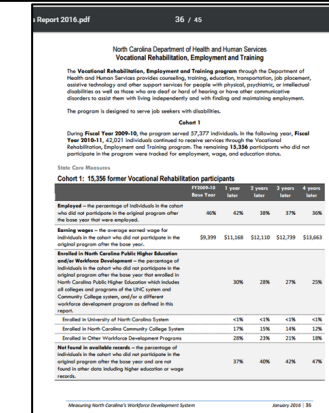 Report 2016.pdf
36 / 45
North Carolina Department of Health and Human Services
Vocational Rehabilitation, Employment and Training
The Vocational Rehabilitation, Employment and Training program through the Department of
Health and Human Services provides counseling, training, education, transportation, job placement,
assistive technology and other support services for people with physical, psychiatric, or intellectual
disabilities as well as those who are deaf or hard of hearing or have other communicative
disorders to assist them with living independently and with finding and maintaining employment.
The program is designed to serve job seekers with disabilities.
Cohort 1
During Fiscal Year 2009-10, the program served 57,377 individuals. In the following year, Fiscal
Year 2010-11, 42,021 individuals continued to receive services through the Vocational
Rehabilitation, Employment and Training program. The remaining 15,356 individuals who did not
participate in the program were tracked for employment, wage, and education status.
State Core Measures
Cohort 1: 15,356 former Vocational Rehabilitation participants
FY2009-10 1 year 2 years 3 years 4 years
Base Year later later later later
Employed – the percentage of individuals in the cohort
who did not participate in the original program after
the base year that were employed.
46% 42% 38% 37% 36%
Earning wages – the average earned wage for
individuals in the cohort who did not participate in the
original program after the base year.
$9,399 $11,168 $12,110 $12,739 $13,663
Enrolled in North Carolina Public Higher Education
and/or Workforce Development – the percentage of
individuals in the cohort who did not participate in the
original program after the base year that enrolled in
North Carolina Public Higher Education which includes
all colleges and programs of the UNC system and
Community College system, and/or a different
workforce development program as defined in this
report.
30% 28% 27% 25%
Enrolled in University of North Carolina System <1% <1% <1% <1%
Enrolled in North Carolina Community College System 17% 15% 14% 12%
Enrolled in Other Workforce Development Programs 28% 23% 21% 18%
Not found in available records – the percentage of
individuals in the cohort who did not participate in the
original program after the base year and are not
found in other data including higher education or wage
records.
37% 40% 42% 47%
Measuring North Carolina's Workforce Development System
January 2016 | 36